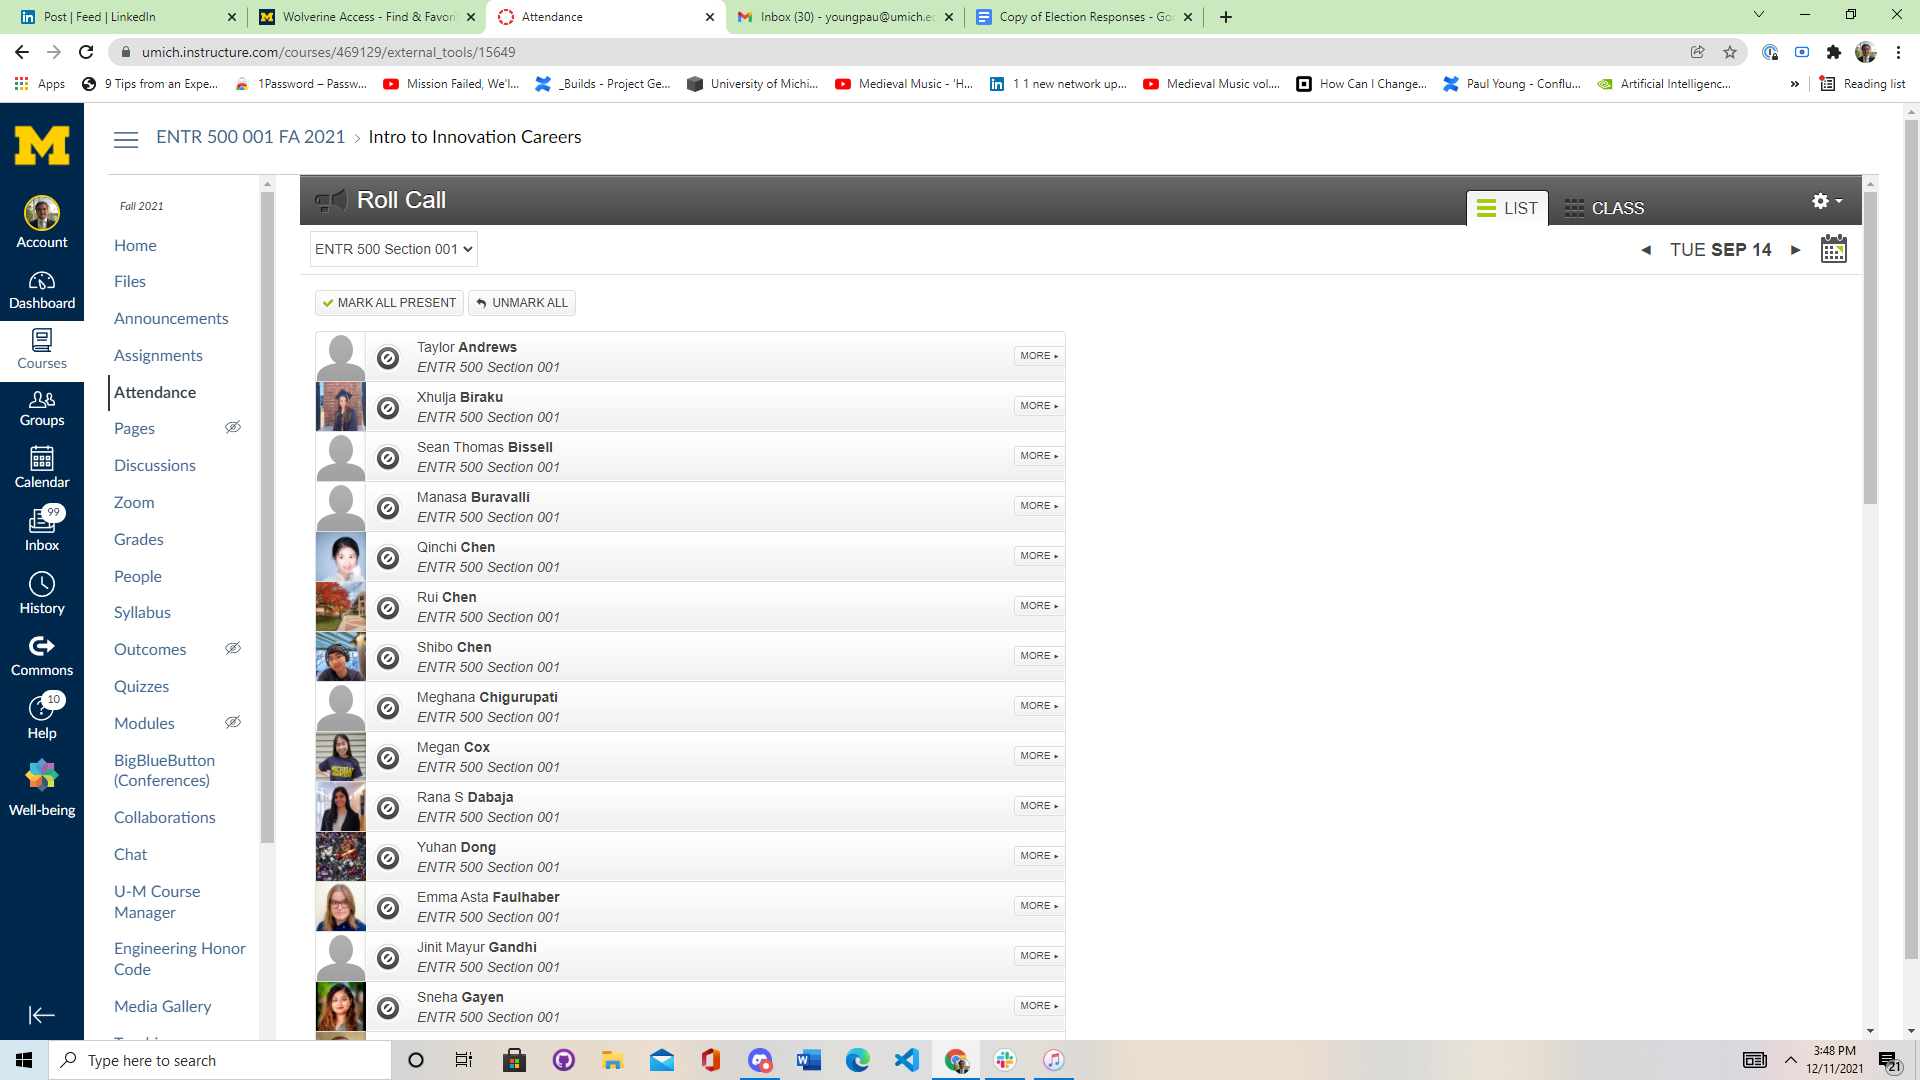 Post | Feed | LinkedIn
Wolverine Access - Find & Favori
Attendance
Inbox (30) - youngpau@umich.ed
Copy of Election Responses - Goo
umich.instructure.com/courses/469129/external_tools/15649
Apps
9 Tips from an Expe...
1Password – Passw...
Mission Failed, We'l...
_Builds - Project Ge...
University of Michi...
Medieval Music - 'H...
1 1 new network up...
Medieval Music vol....
How Can I Change...
Paul Young - Conflu...
Artificial Intelligenc...
»
Reading list
M
Account
Dashboard
Courses
Groups
Calendar
99
Inbox
History
Commons
10
Help
Well-being
ENTR 500 001 FA 2021 › Intro to Innovation Careers
Fall 2021
Home
Files
Announcements
Assignments
Attendance
Pages
Discussions
Zoom
Grades
People
Syllabus
Outcomes
Quizzes
Modules
BigBlueButton
(Conferences)
Collaborations
Chat
U-M Course
Manager
Engineering Honor
Code
Media Gallery
Roll Call
LIST
CLASS
ENTR 500 Section 001
TUE SEP 14
MARK ALL PRESENT
UNMARK ALL
Taylor Andrews
ENTR 500 Section 001
MORE
Xhulja Biraku
ENTR 500 Section 001
MORE
Sean Thomas Bissell
ENTR 500 Section 001
MORE
Manasa Buravalli
ENTR 500 Section 001
MORE
Qinchi Chen
ENTR 500 Section 001
MORE
Rui Chen
ENTR 500 Section 001
MORE
Shibo Chen
ENTR 500 Section 001
MORE
Meghana Chigurupati
ENTR 500 Section 001
MORE
Megan Cox
ENTR 500 Section 001
MORE
Rana S Dabaja
ENTR 500 Section 001
MORE
Yuhan Dong
ENTR 500 Section 001
MORE
Emma Asta Faulhaber
ENTR 500 Section 001
MORE
Jinit Mayur Gandhi
ENTR 500 Section 001
MORE
Sneha Gayen
ENTR 500 Section 001
MORE
Type here to search
3:48 PM
12/11/2021
21